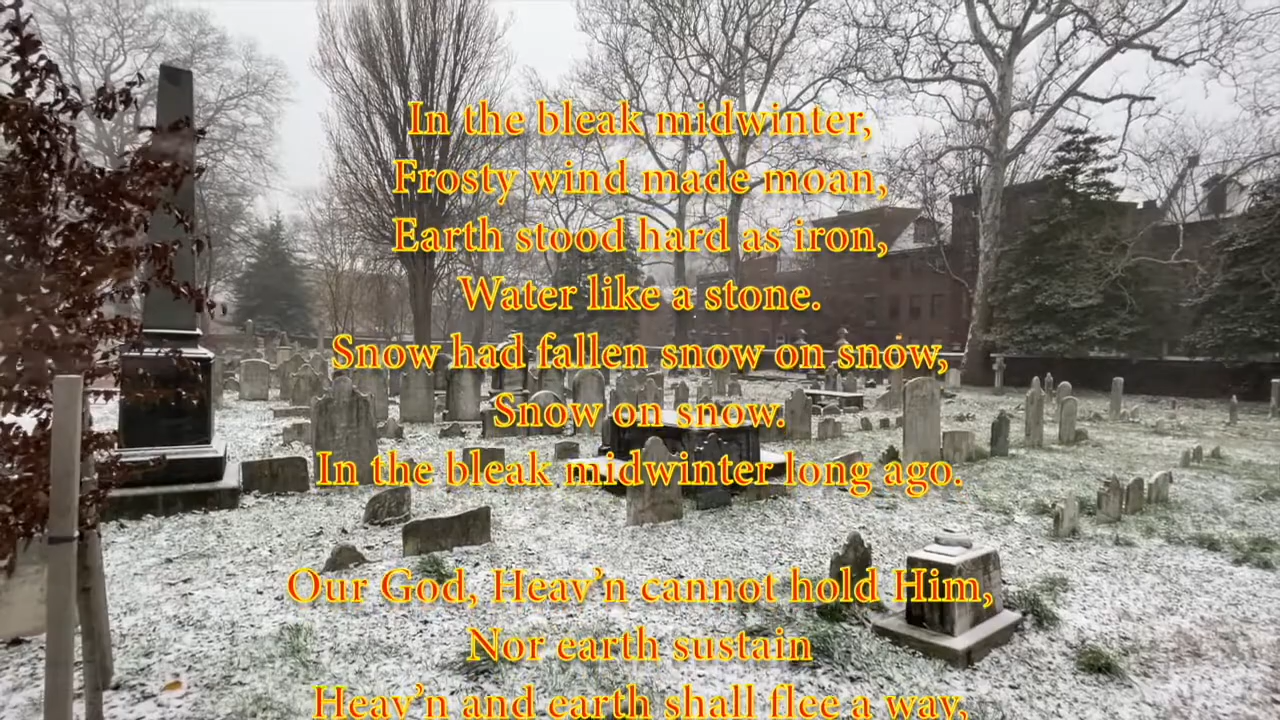 In the bleak midwinter,
Frosty wind made moan,
Earth stood hard as iron,
Water like a stone.
Snow had fallen snow on snow,
Snow on snow.
In the bleak midwinter long ago.
Our God, Heav’n cannot hold Him,
Nor earth sustain
Heav’n and earth shall flee a way,